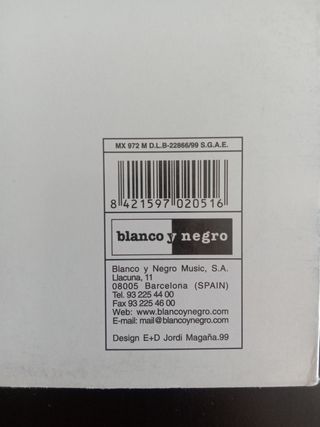 MX 972 M D.L.B-22866/99 S.G.A.E.
8 421597 020516
blanco y negro
Blanco y Negro Music, S.A.
Llacuna, 11
08005 Barcelona (SPAIN)
Tel. 93 225 44 00
Fax 93 225 46 00
Web: www.blancoynegro.com
E-mail: mail@blancoynegro.com
Design E+D Jordi Magaña.99